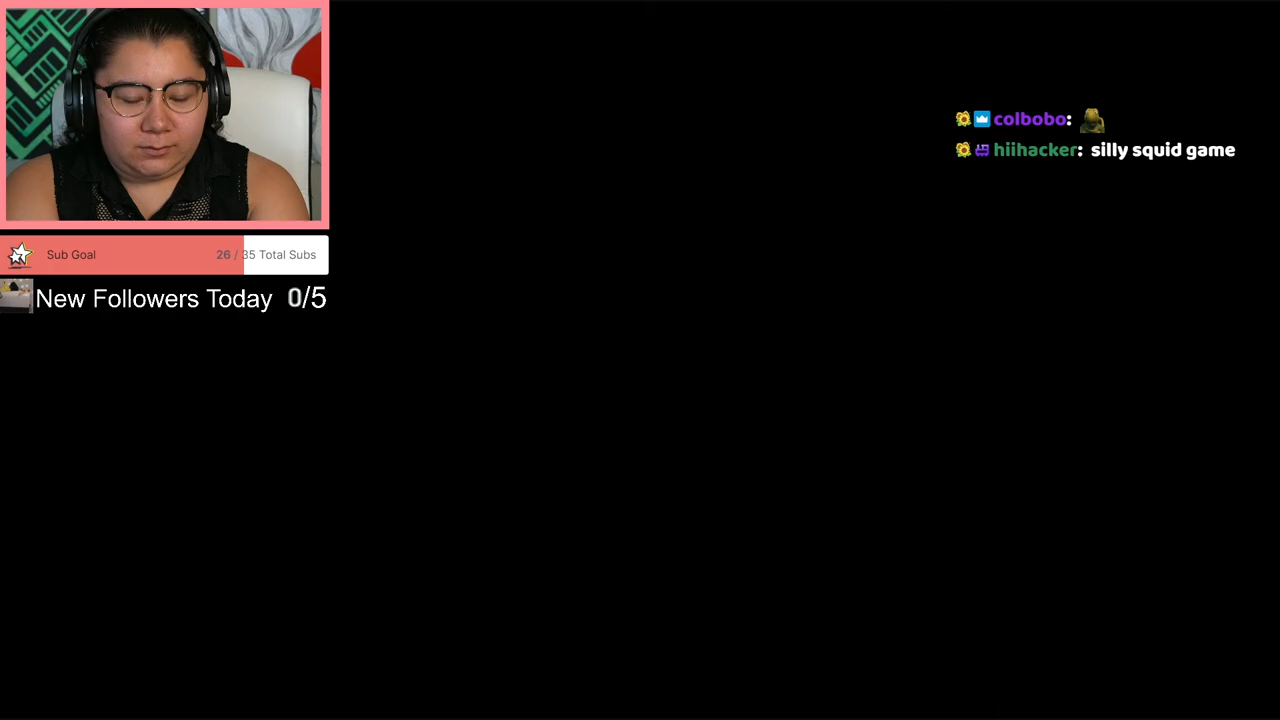 colbobo:
hiihacker: silly squid game
Sub Goal 26 / 35 Total Subs
New Followers Today 0/5